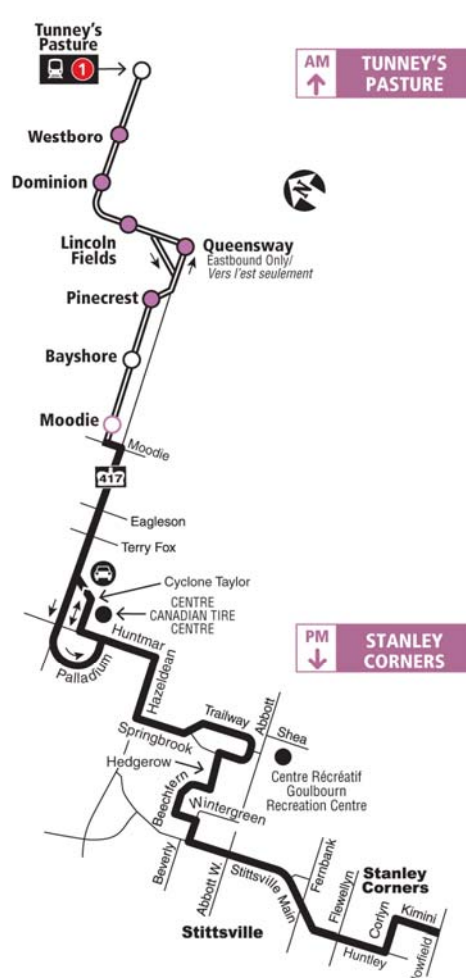 Tunney's
Pasture
1
AM
TUNNEY'S
PASTURE
Westboro
Dominion
N
Lincoln
Fields
Queensway
Eastbound Only/
Vers l'est seulement
Pinecrest
Bayshore
Moodie
Moodie
417
Eagleson
Terry Fox
Cyclone Taylor
CENTRE
CANADIAN TIRE
CENTRE
Huntmar
Palladium
PM
STANLEY
CORNERS
Hazeldean
Trailway
Abbott
Shea
Springbrook
Hedgerow
Centre Récréatif
Goulbourn
Recreation Centre
Beechfern
Wintergreen
Beverly
Abbott W.
Stittsville Main
Fernbank
Stittsville
Flewellyn
Stanley
Corners
Corlyn
Kimini
Huntley